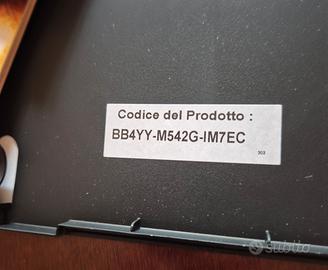 Codice del Prodotto :
BB4YY-M542G-IM7EC
303
subito